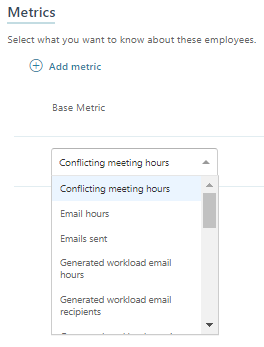 Metrics
Select what you want to know about these employees.
Add metric
Base Metric
Conflicting meeting hours
Conflicting meeting hours
Email hours
Emails sent
Generated workload email
hours
Generated workload email
recipients